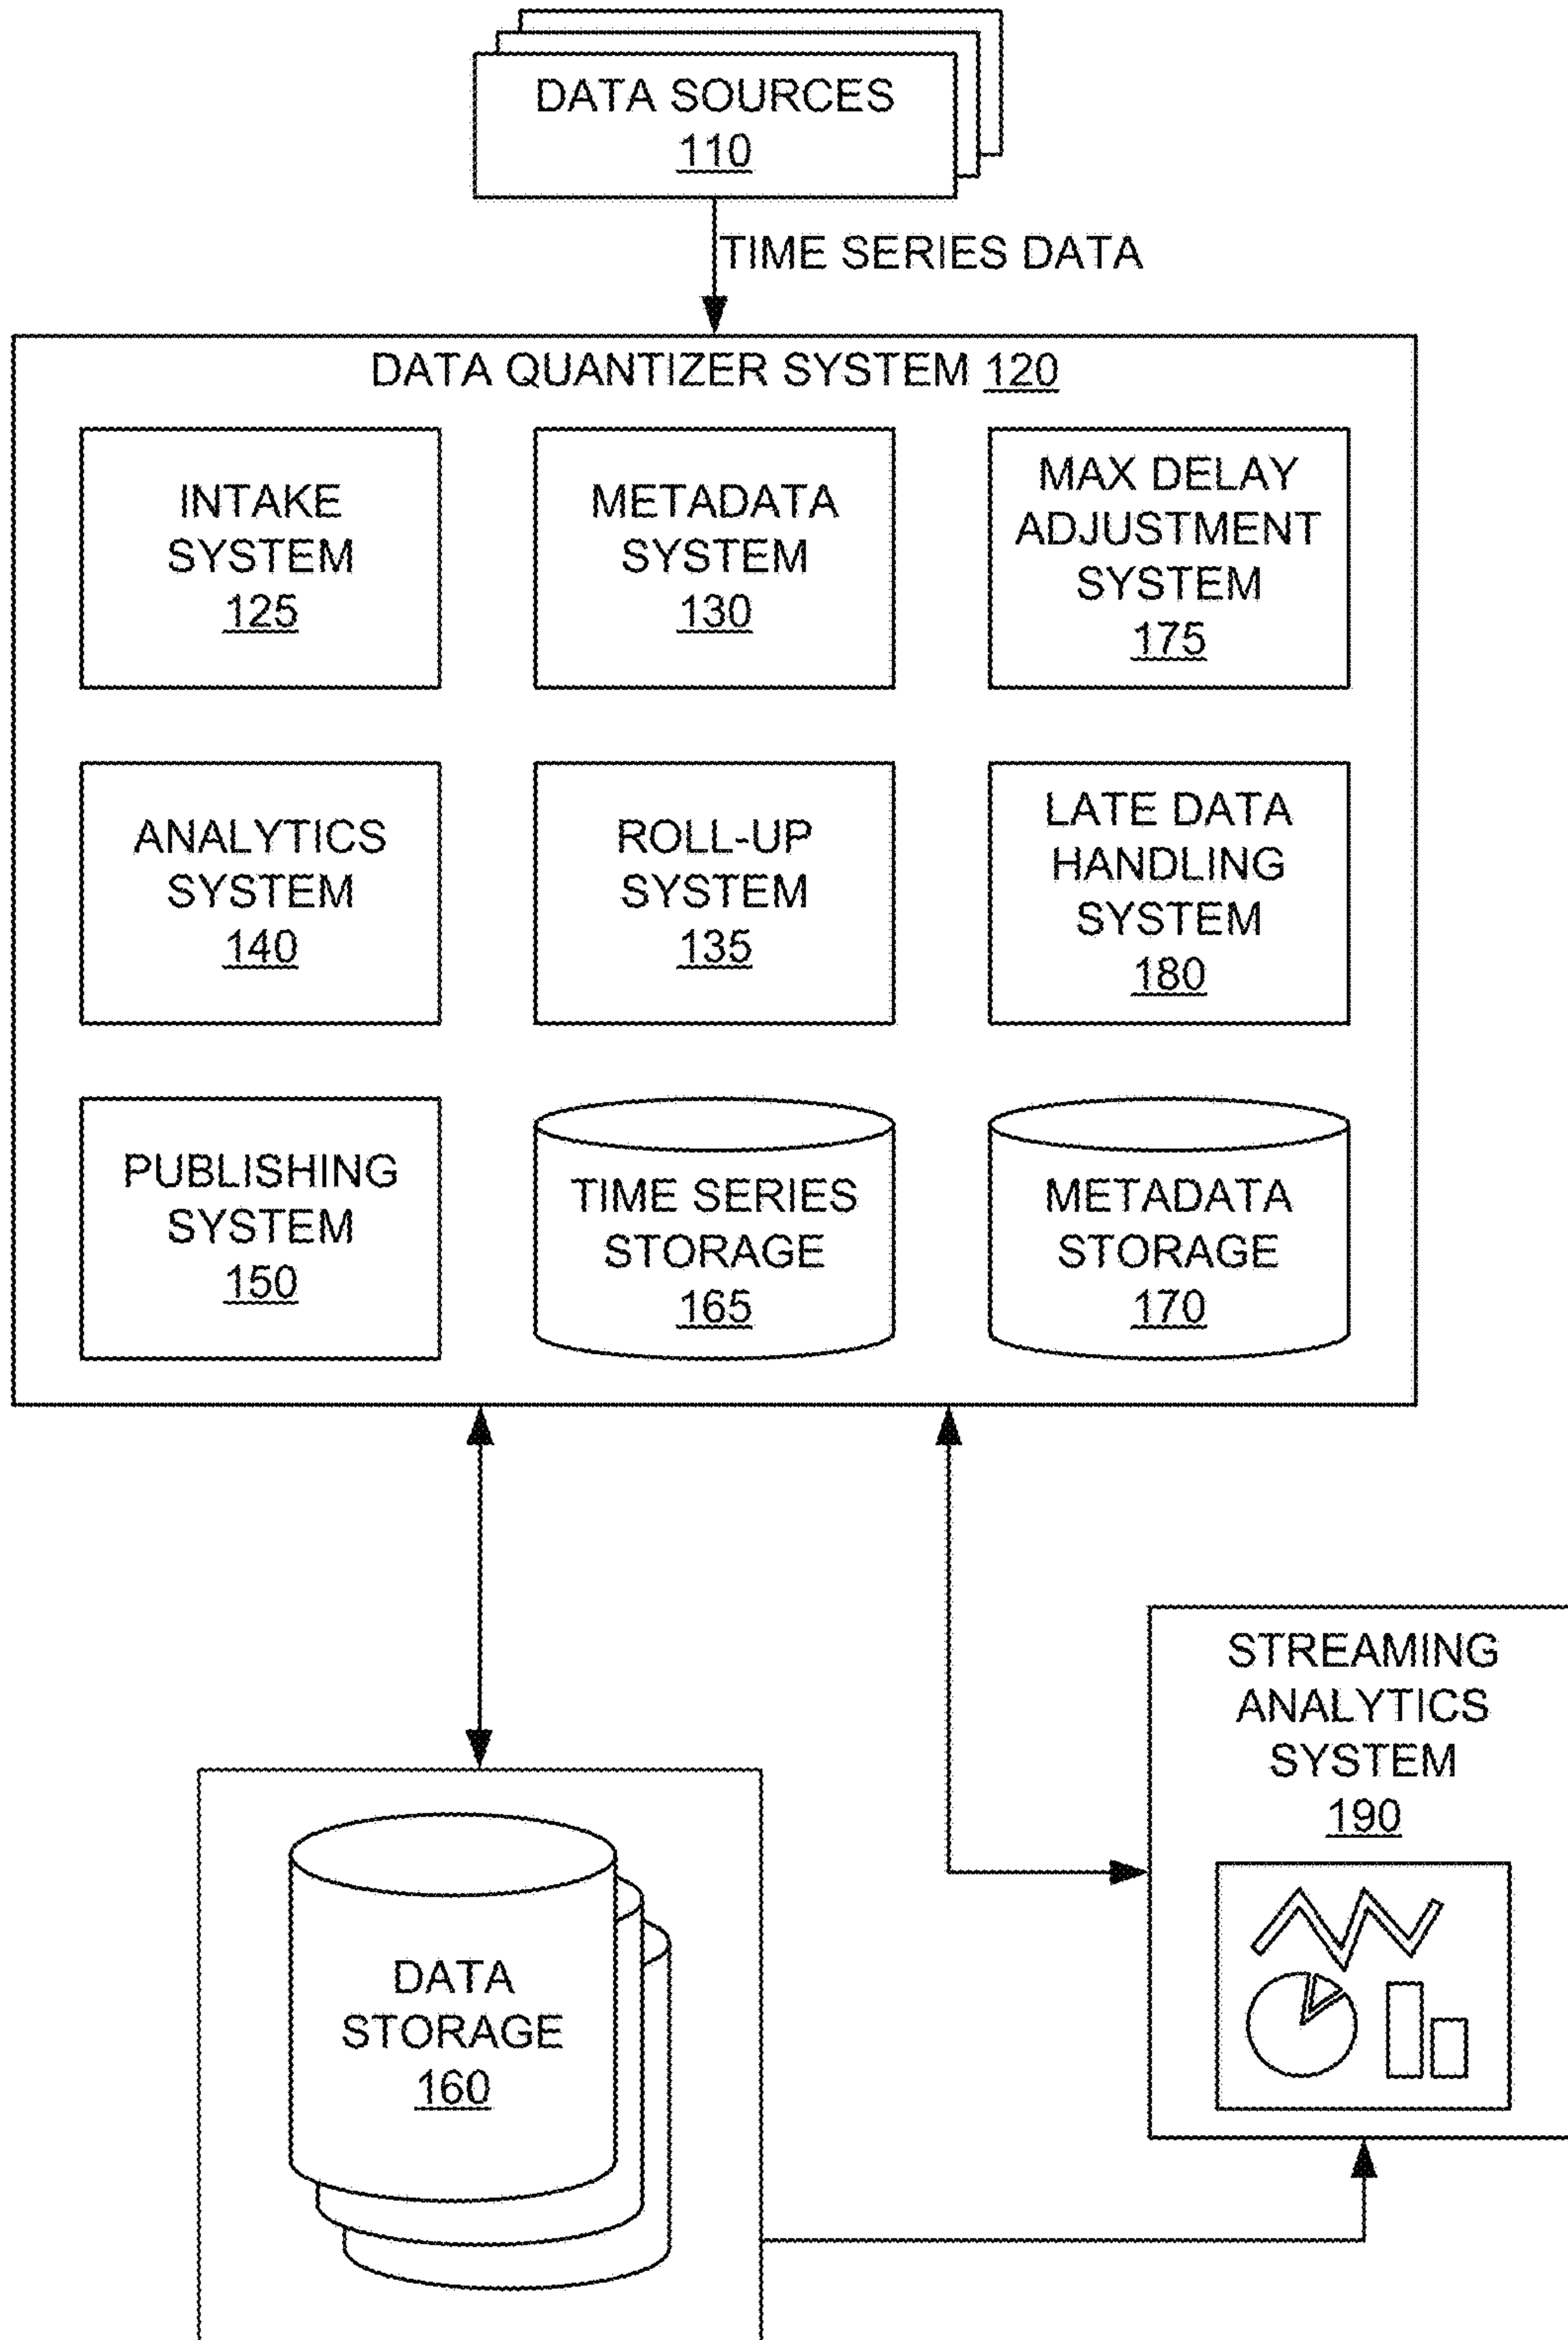 DATA SOURCES
110
TIME SERIES DATA
DATA QUANTIZER SYSTEM 120
INTAKE
SYSTEM
125
METADATA
SYSTEM
130
MAX DELAY
ADJUSTMENT
SYSTEM
175
ANALYTICS
SYSTEM
140
ROLL-UP
SYSTEM
135
LATE DATA
HANDLING
SYSTEM
180
PUBLISHING
SYSTEM
150
TIME SERIES
STORAGE
165
METADATA
STORAGE
170
STREAMING
ANALYTICS
SYSTEM
190
DATA
STORAGE
160